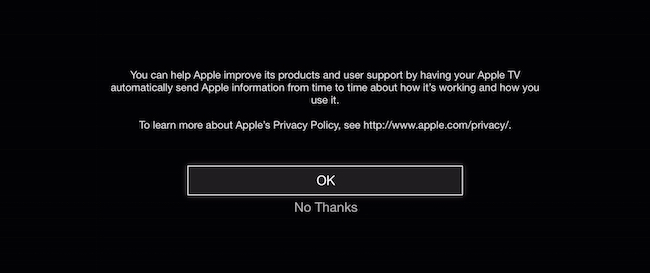 You can help Apple improve its products and user support by having your Apple TV
automatically send Apple information from time to time about how it's working and how you
use it.
To learn more about Apple's Privacy Policy, see http://www.apple.com/privacy/.
OK
No Thanks